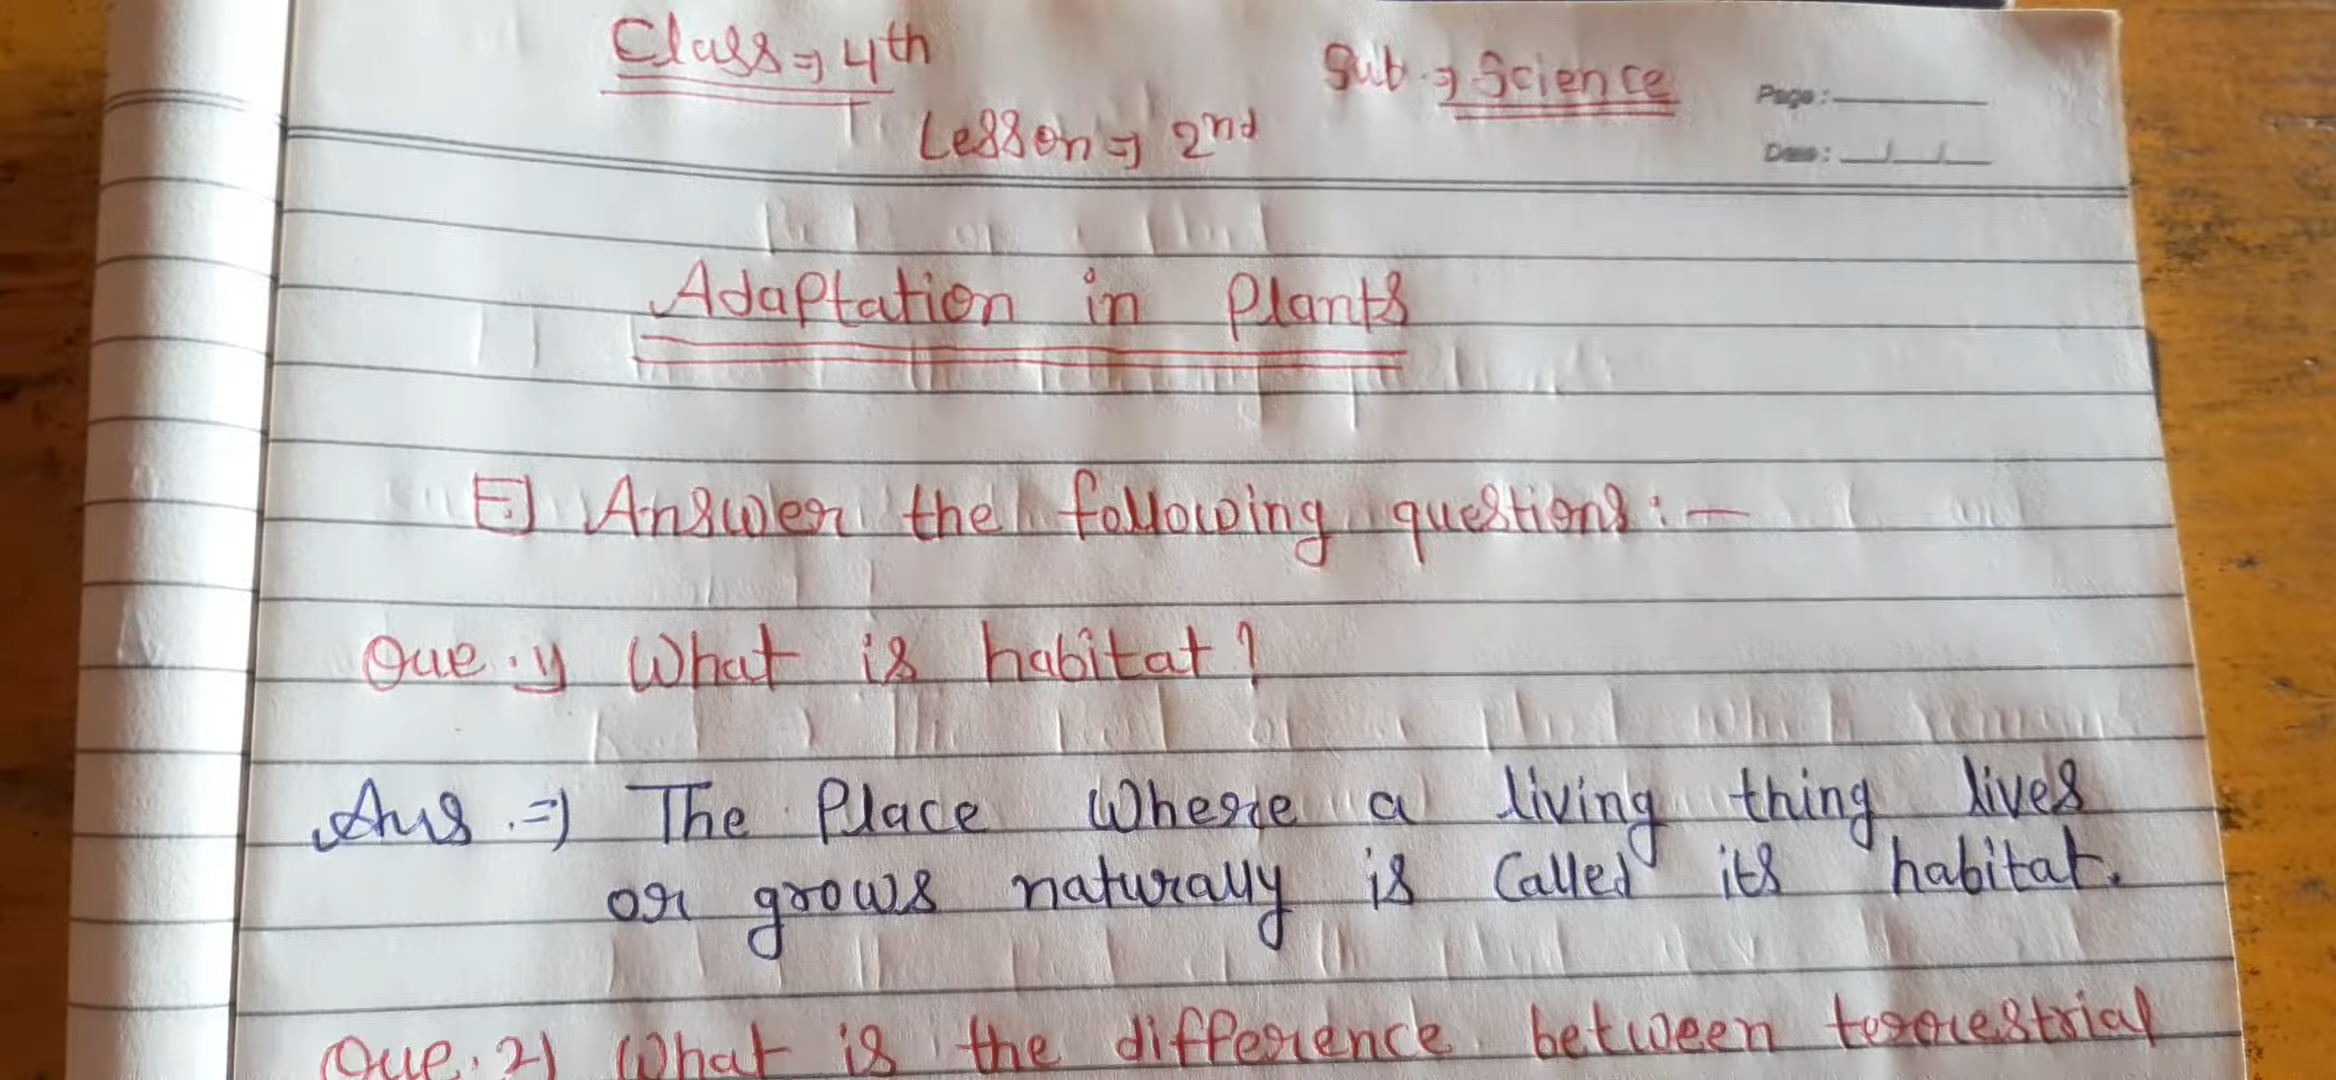 Class => 4th
Sub. => Science
Page :
Lesson => 2nd
Date : / /
Adaptation in Plants
E] Answer the following questions : —
Que. 1) What is habitat ?
Ans. => The Place Where a living thing lives
or grows naturally is Called its habitat.
Que. 2) What is the difference between terrestrial